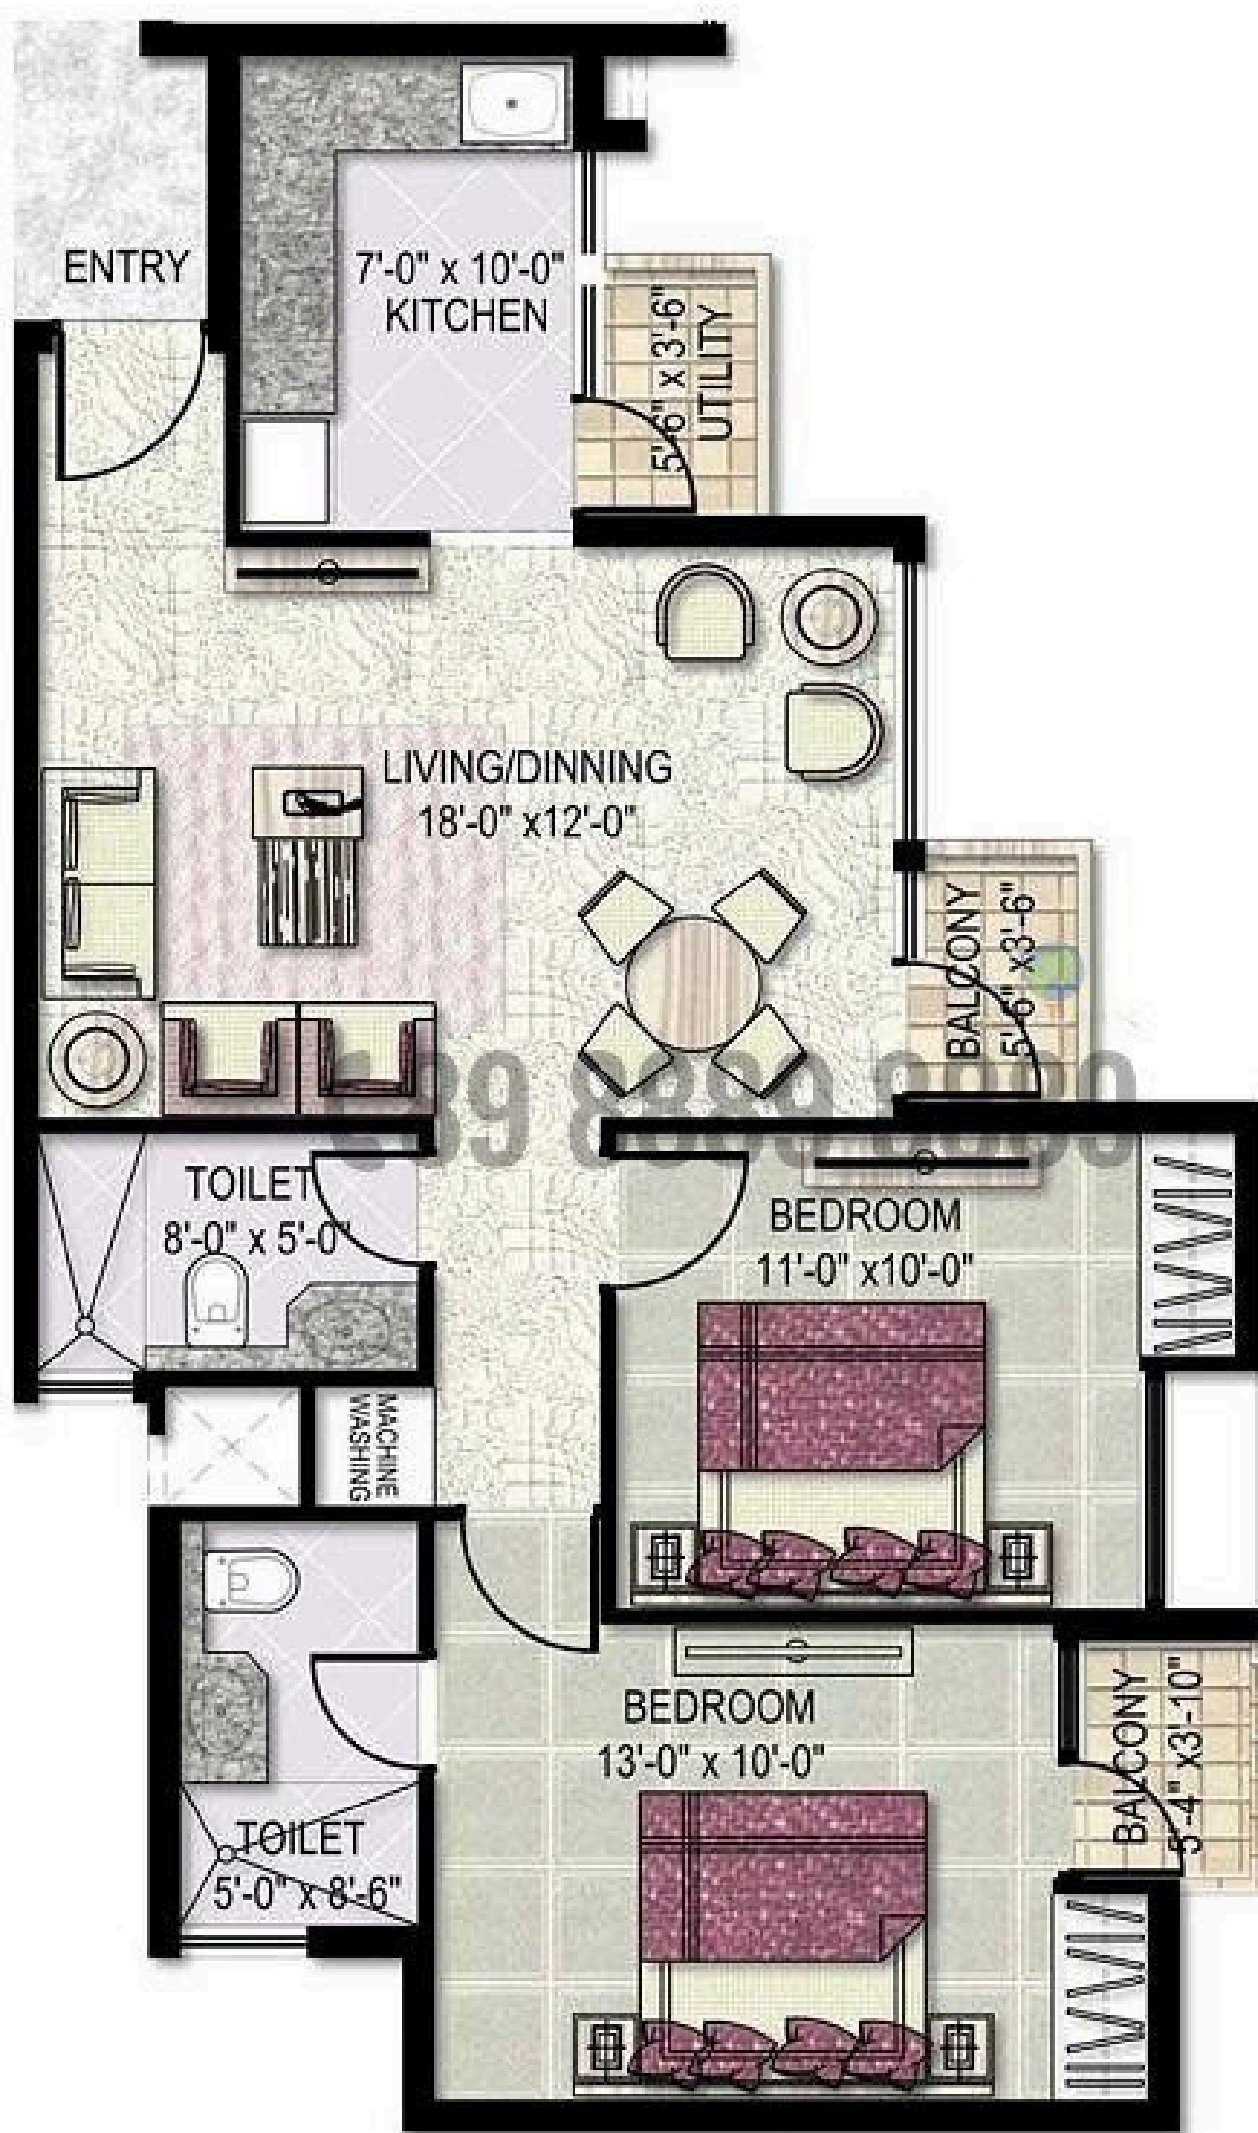 ENTRY
7'-0" x 10'-0"
KITCHEN
5'-6" x 3'-6"
UTILITY
LIVING/DINNING
18'-0" x12'-0"
BALCONY
5'-6" x3'-6"
TOILET
8'-0" x 5'-0"
BEDROOM
11'-0" x10'-0"
MACHINE
WASHING
BEDROOM
13'-0" x 10'-0"
BALCONY
5'-4" x3'-10"
TOILET
5'-0" x 8'-6"